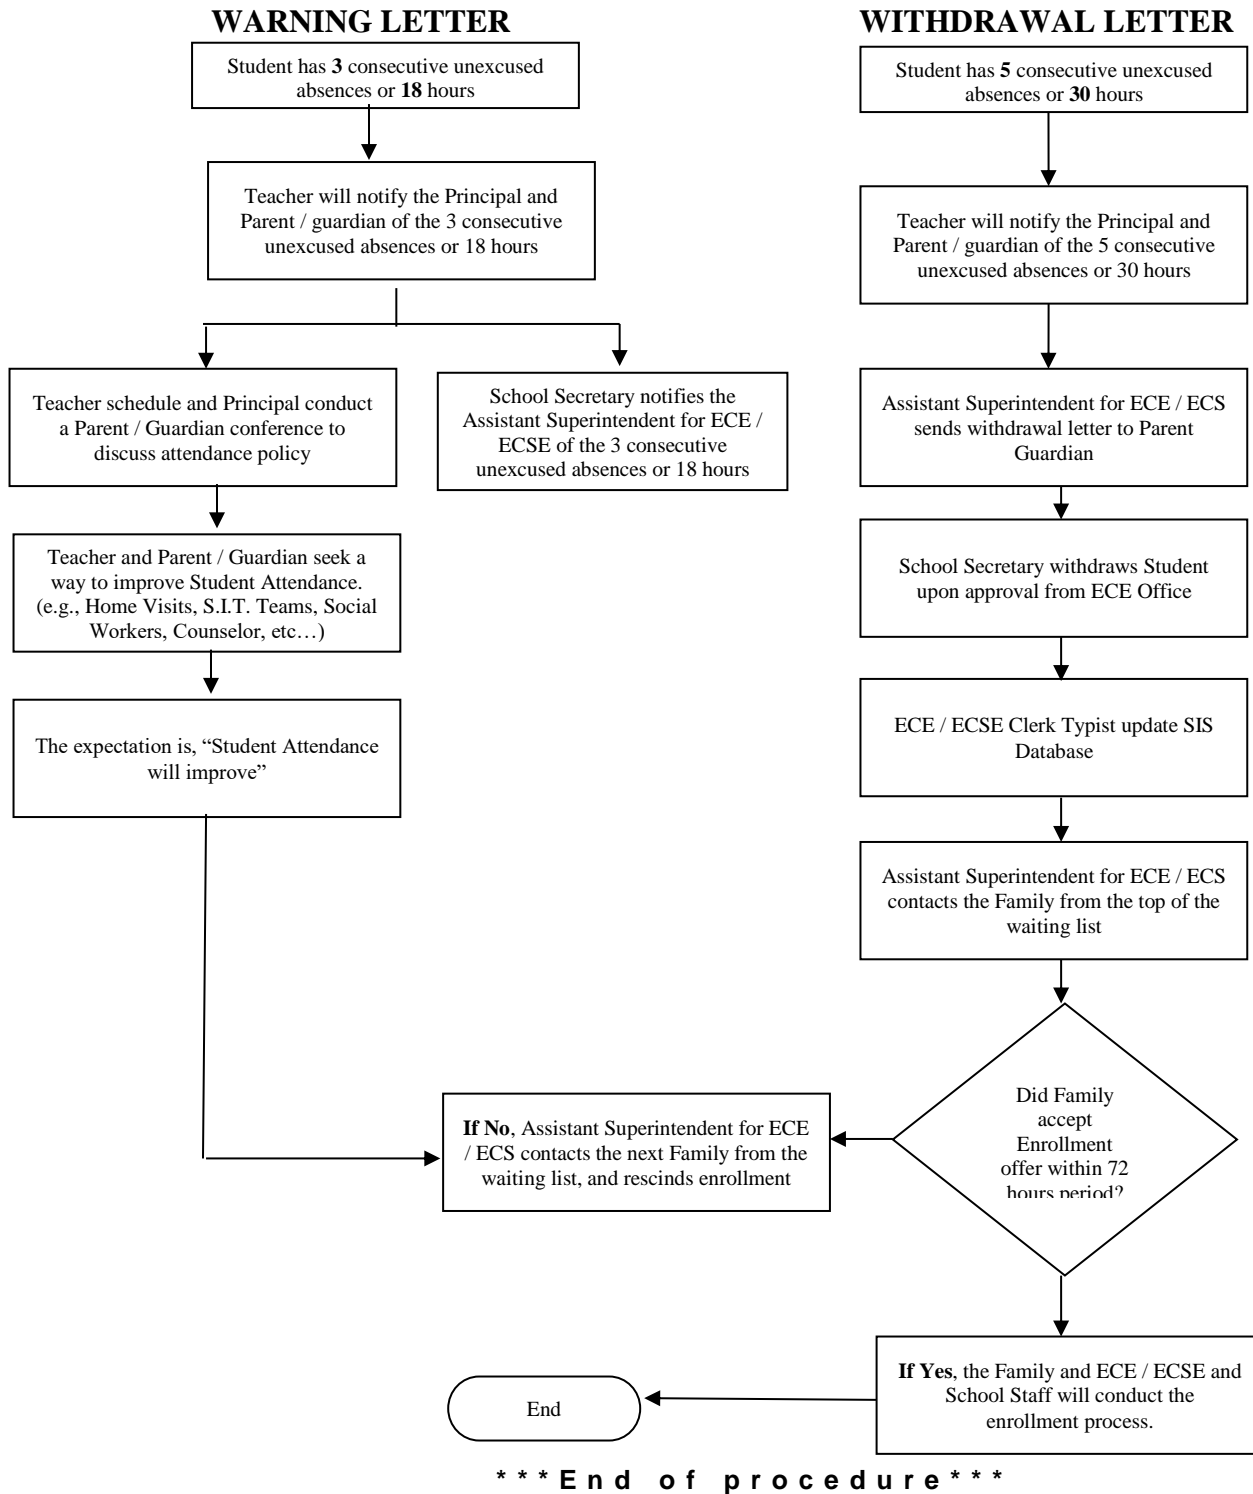 WARNING LETTER
Student has 3 consecutive unexcused
absences or 18 hours
Teacher will notify the Principal and
Parent / guardian of the 3 consecutive
unexcused absences or 18 hours
Teacher schedule and Principal conduct
a Parent / Guardian conference to
discuss attendance policy
School Secretary notifies the
Assistant Superintendent for ECE /
ECSE of the 3 consecutive
unexcused absences or 18 hours
Teacher and Parent / Guardian seek a
way to improve Student Attendance.
(e.g., Home Visits, S.I.T. Teams, Social
Workers, Counselor, etc…)
The expectation is, “Student Attendance
will improve”
WITHDRAWAL LETTER
Student has 5 consecutive unexcused
absences or 30 hours
Teacher will notify the Principal and
Parent / guardian of the 5 consecutive
unexcused absences or 30 hours
Assistant Superintendent for ECE / ECS
sends withdrawal letter to Parent
Guardian
School Secretary withdraws Student
upon approval from ECE Office
ECE / ECSE Clerk Typist update SIS
Database
Assistant Superintendent for ECE / ECS
contacts the Family from the top of the
waiting list
Did Family
accept
Enrollment
offer within 72
hours period?
If No, Assistant Superintendent for ECE
/ ECS contacts the next Family from the
waiting list, and rescinds enrollment
If Yes, the Family and ECE / ECSE and
School Staff will conduct the
enrollment process.
End
***End of procedure***